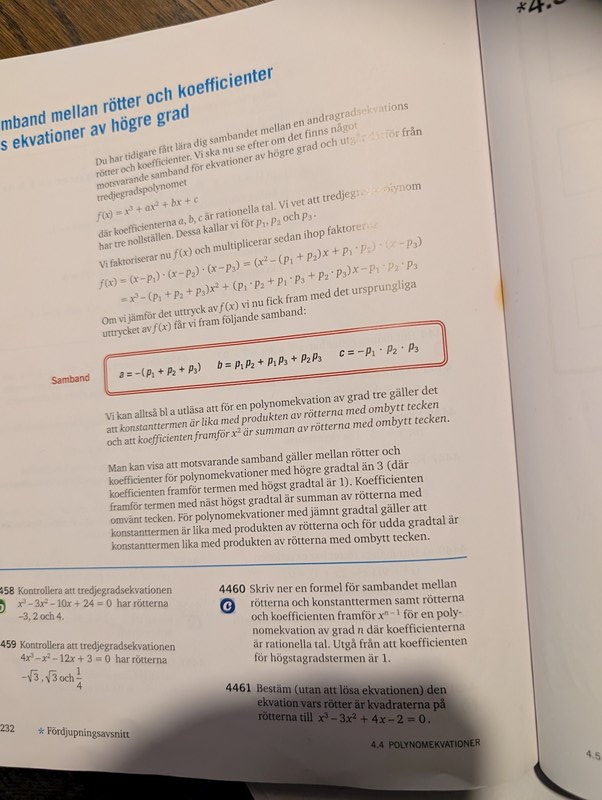 *4.
mband mellan rötter och koefficienter
s ekvationer av högre grad
Du har tidigare fått lära dig sambandet mellan en andragradsekvations
rötter och koefficienter. Vi ska nu se efter om det finns något
motsvarande samband för ekvationer av högre grad och utgår därför från
tredjegradspolynomet
f(x) = x³ + ax² + bx + c
där koefficienterna a, b, c är rationella tal. Vi vet att tredjegradspolynom
har tre nollställen. Dessa kallar vi för p₁, p₂ och p₃.
Vi faktoriserar nu f(x) och multiplicerar sedan ihop faktorerna
f(x) = (x−p₁) · (x−p₂) · (x−p₃) = (x² − (p₁ + p₂)x + p₁ · p₂) · (x−p₃)
= x³ − (p₁ + p₂ + p₃)x² + (p₁ · p₂ + p₁ · p₃ + p₂ · p₃)x − p₁ · p₂ · p₃
Om vi jämför det uttryck av f(x) vi nu fick fram med det ursprungliga
uttrycket av f(x) får vi fram följande samband:
Samband a = −(p₁ + p₂ + p₃) b = p₁p₂ + p₁p₃ + p₂p₃ c = −p₁ · p₂ · p₃
Vi kan alltså bl a utläsa att för en polynomekvation av grad tre gäller det
att konstanttermen är lika med produkten av rötterna med ombytt tecken
och att koefficienten framför x² är summan av rötterna med ombytt tecken.
Man kan visa att motsvarande samband gäller mellan rötter och
koefficienter för polynomekvationer med högre gradtal än 3 (där
koefficienten framför termen med högst gradtal är 1). Koefficienten
framför termen med näst högst gradtal är summan av rötterna med
omvänt tecken. För polynomekvationer med jämnt gradtal gäller att
konstanttermen är lika med produkten av rötterna och för udda gradtal är
konstanttermen lika med produkten av rötterna med ombytt tecken.
458 Kontrollera att tredjegradsekvationen
x³ − 3x² − 10x + 24 = 0 har rötterna
−3, 2 och 4.
459 Kontrollera att tredjegradsekvationen
4x³ − x² − 12x + 3 = 0 har rötterna
−√3, √3 och 1/4
4460 Skriv ner en formel för sambandet mellan
C rötterna och konstanttermen samt rötterna
och koefficienten framför xⁿ⁻¹ för en poly-
nomekvation av grad n där koefficienterna
är rationella tal. Utgå från att koefficienten
för högstagradstermen är 1.
4461 Bestäm (utan att lösa ekvationen) den
ekvation vars rötter är kvadraterna på
rötterna till x³ − 3x² + 4x − 2 = 0.
232 * Fördjupningsavsnitt
4.4 POLYNOMEKVATIONER
4.5